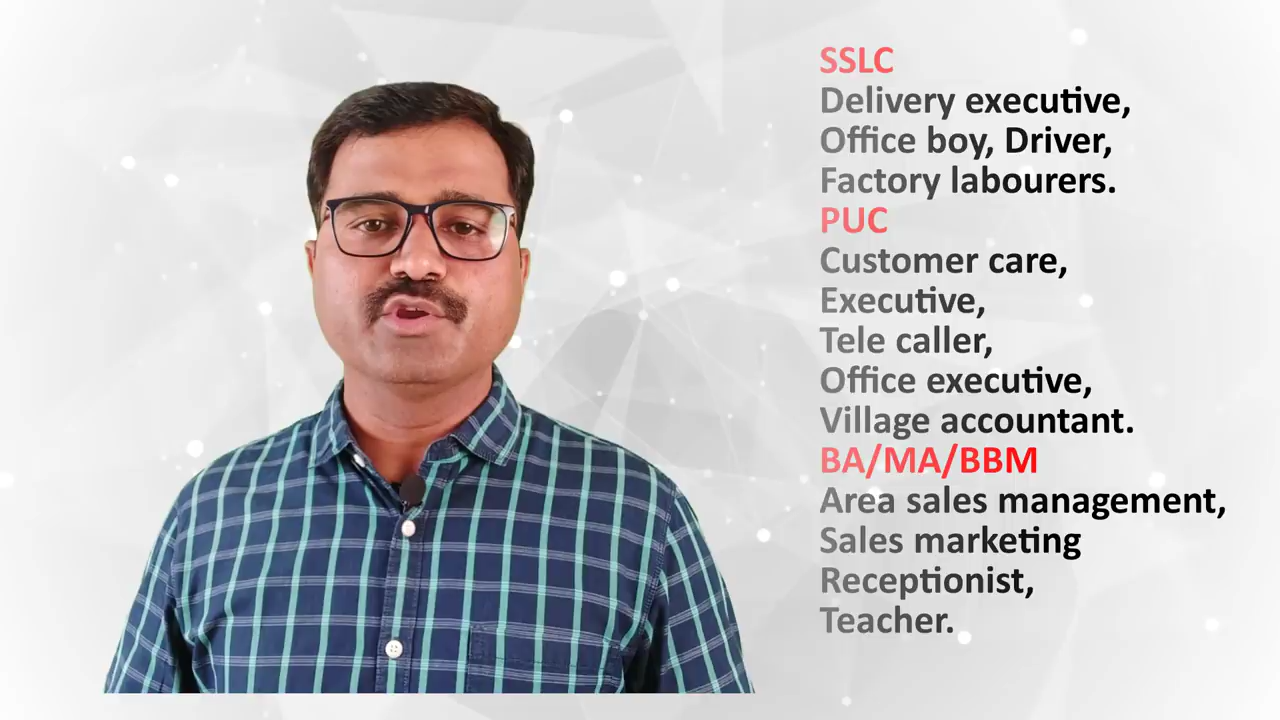 SSLC
Delivery executive,
Office boy, Driver,
Factory labourers.
PUC
Customer care,
Executive,
Tele caller,
Office executive,
Village accountant.
BA/MA/BBM
Area sales management,
Sales marketing
Receptionist,
Teacher.